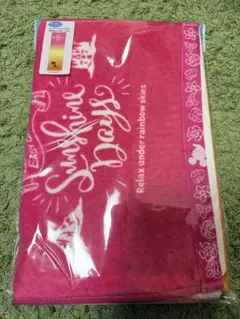 Sunshine
Days
Relax under rainbow skies